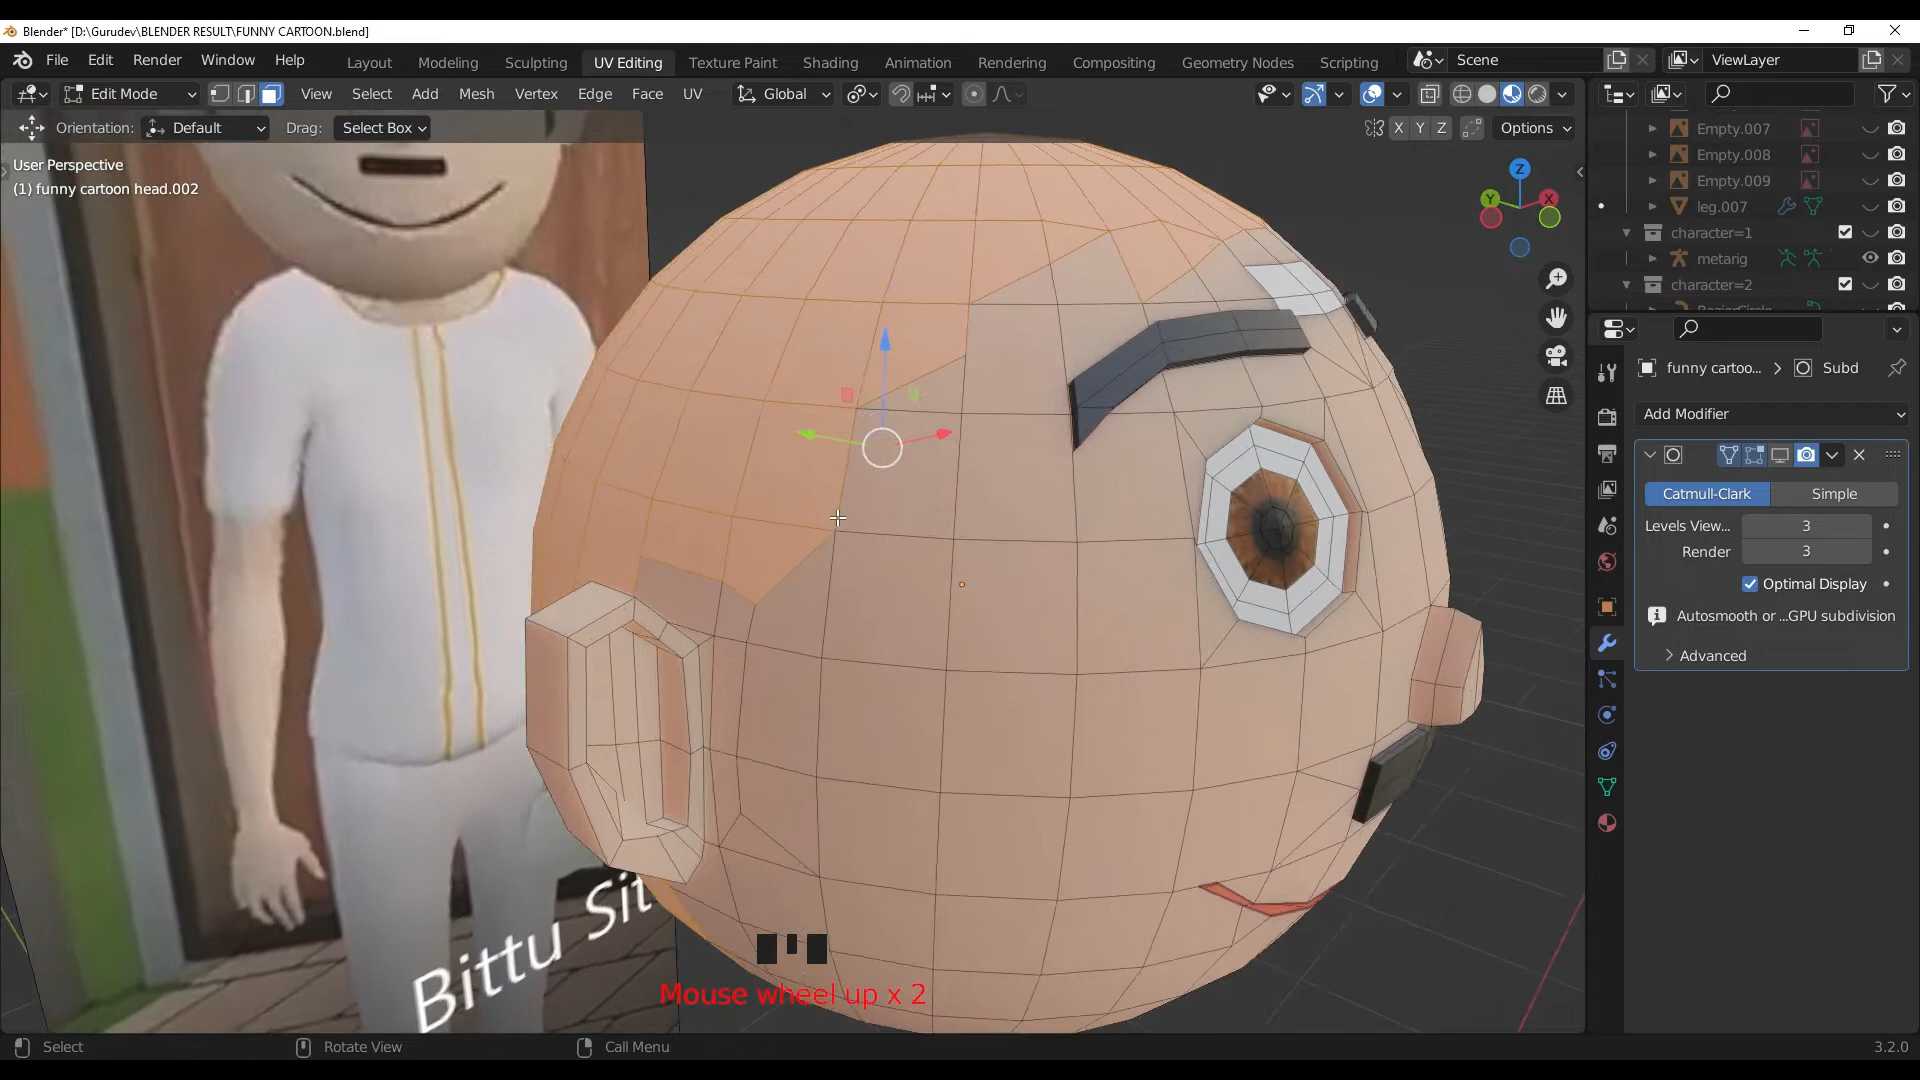 Blender* [D:\Gurudev\BLENDER RESULT\FUNNY CARTOON.blend]
File Edit Render Window Help
Layout Modeling Sculpting UV Editing Texture Paint Shading Animation Rendering Compositing Geometry Nodes Scripting
Scene
ViewLayer
Edit Mode
View Select Add Mesh Vertex Edge Face UV
Global
Orientation: Default Drag: Select Box
X Y Z Options
User Perspective
(1) funny cartoon head.002
Z
Y
X
Empty.007
Empty.008
Empty.009
leg.007
character=1
metarig
character=2
BezierCircle
funny cartoo... > Subd
Add Modifier
Catmull-Clark Simple
Levels View... 3
Render 3
Optimal Display
Autosmooth or ...GPU subdivision
Advanced
Bittu Sit
Mouse wheel up x 2
Select
Rotate View
Call Menu
3.2.0